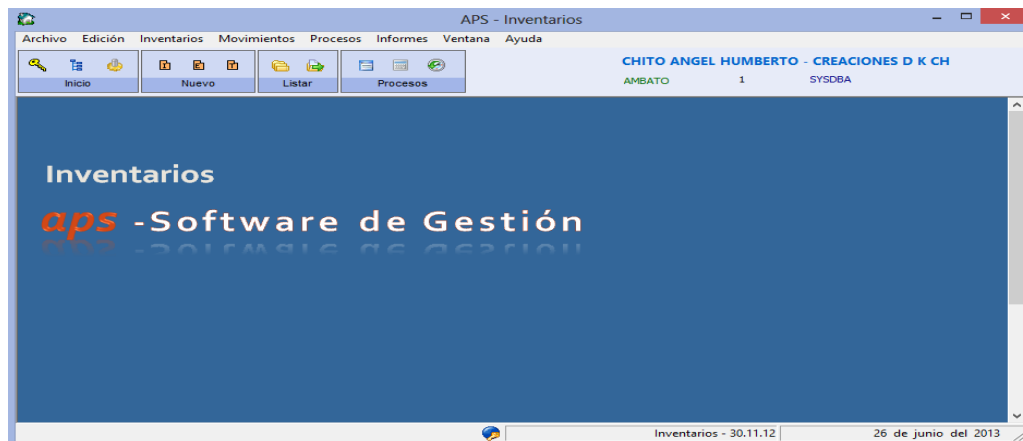 APS - Inventarios
Archivo Edición Inventarios Movimientos Procesos Informes Ventana Ayuda
Inicio Nuevo Listar Procesos
CHITO ANGEL HUMBERTO - CREACIONES D K CH
AMBATO 1 SYSDBA
Inventarios
aps -Software de Gestión
Inventarios - 30.11.12 26 de junio del 2013